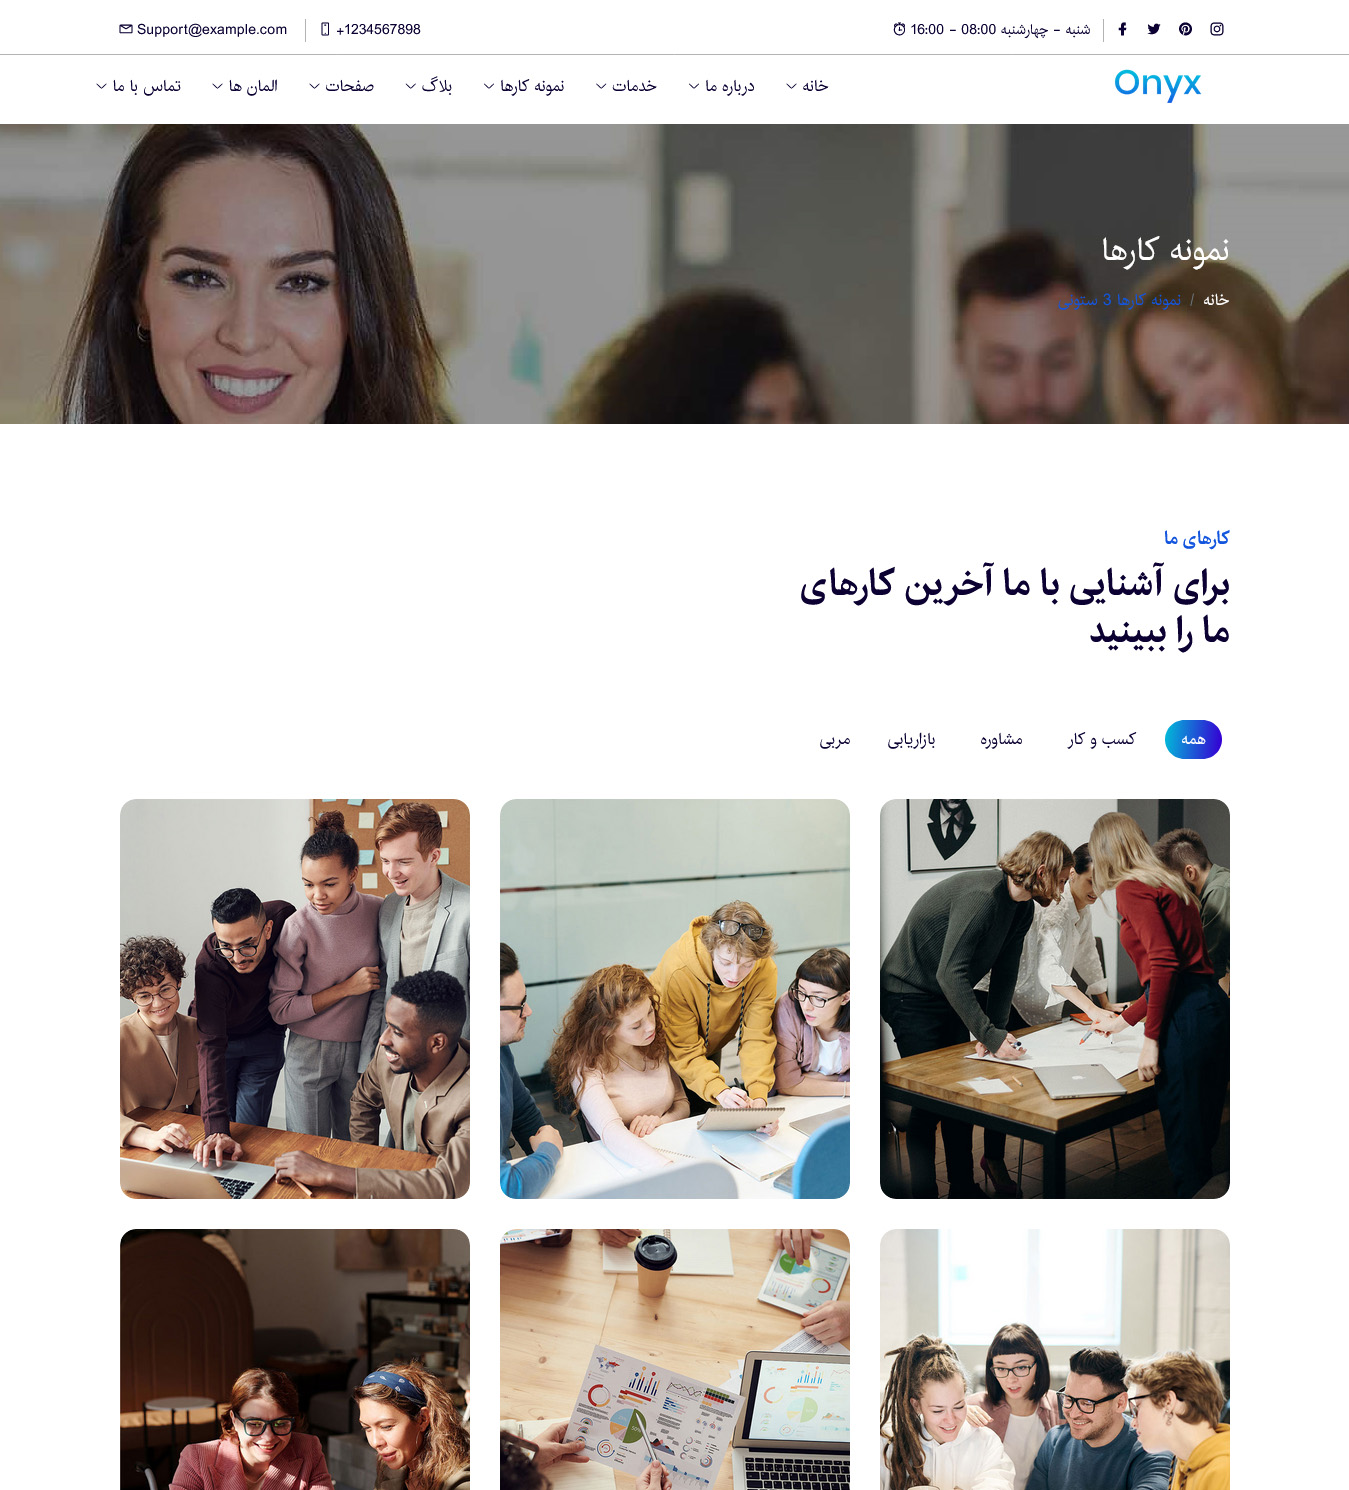 شنبه - چهارشنبه 08:00 - 16:00
+1234567898
Support@example.com
Onyx
خانه
درباره ما
خدمات
نمونه کارها
بلاگ
صفحات
المان ها
تماس با ما
نمونه کارها
خانه / نمونه کارها 3 ستونی
کارهای ما
برای آشنایی با ما آخرین کارهای
ما را ببینید
همه
کسب و کار
مشاوره
بازاریابی
مربی